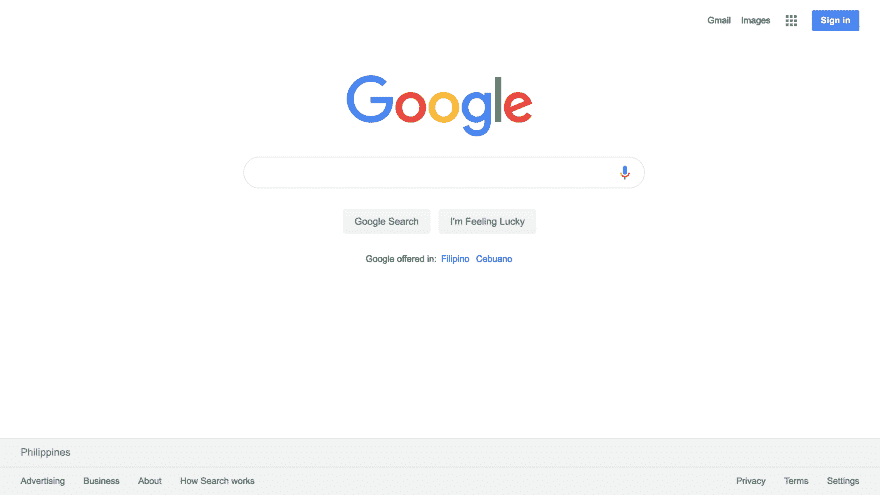 Gmail Images Sign in
Google
Google Search I'm Feeling Lucky
Google offered in: Filipino Cebuano
Philippines
Advertising Business About How Search works Privacy Terms Settings